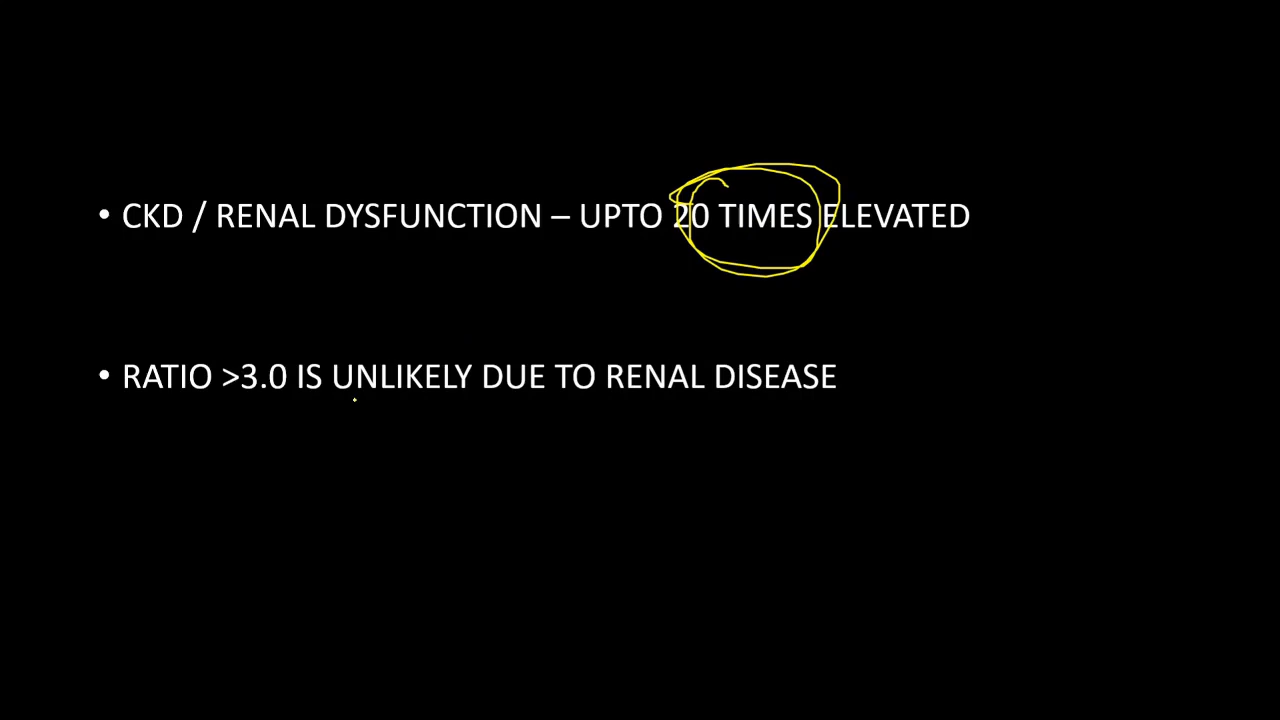 • CKD / RENAL DYSFUNCTION – UPTO 20 TIMES ELEVATED
• RATIO >3.0 IS UNLIKELY DUE TO RENAL DISEASE